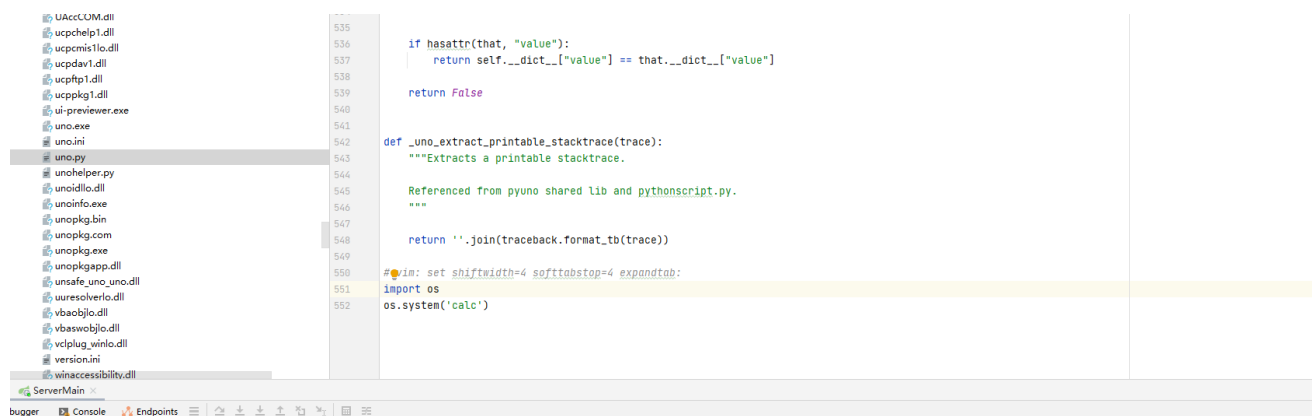 UAccCOM.dll
ucpchelp1.dll
ucpcmis1lo.dll
ucpdav1.dll
ucpftp1.dll
ucppkg1.dll
ui-previewer.exe
uno.exe
uno.ini
uno.py
unohelper.py
unoidllo.dll
unoinfo.exe
unopkg.bin
unopkg.com
unopkg.exe
unopkgapp.dll
unsafe_uno_uno.dll
uuresolverlo.dll
vbaobjlo.dll
vbaswobjlo.dll
vclplug_winlo.dll
version.ini
winaccessibility.dll
535
536 if hasattr(that, "value"):
537 return self.__dict__["value"] == that.__dict__["value"]
538
539 return False
540
541
542 def _uno_extract_printable_stacktrace(trace):
543 """Extracts a printable stacktrace.
544
545 Referenced from pyuno shared lib and pythonscript.py.
546 """
547
548 return ''.join(traceback.format_tb(trace))
549
550 # vim: set shiftwidth=4 softtabstop=4 expandtab:
551 import os
552 os.system('calc')
ServerMain
bugger Console Endpoints